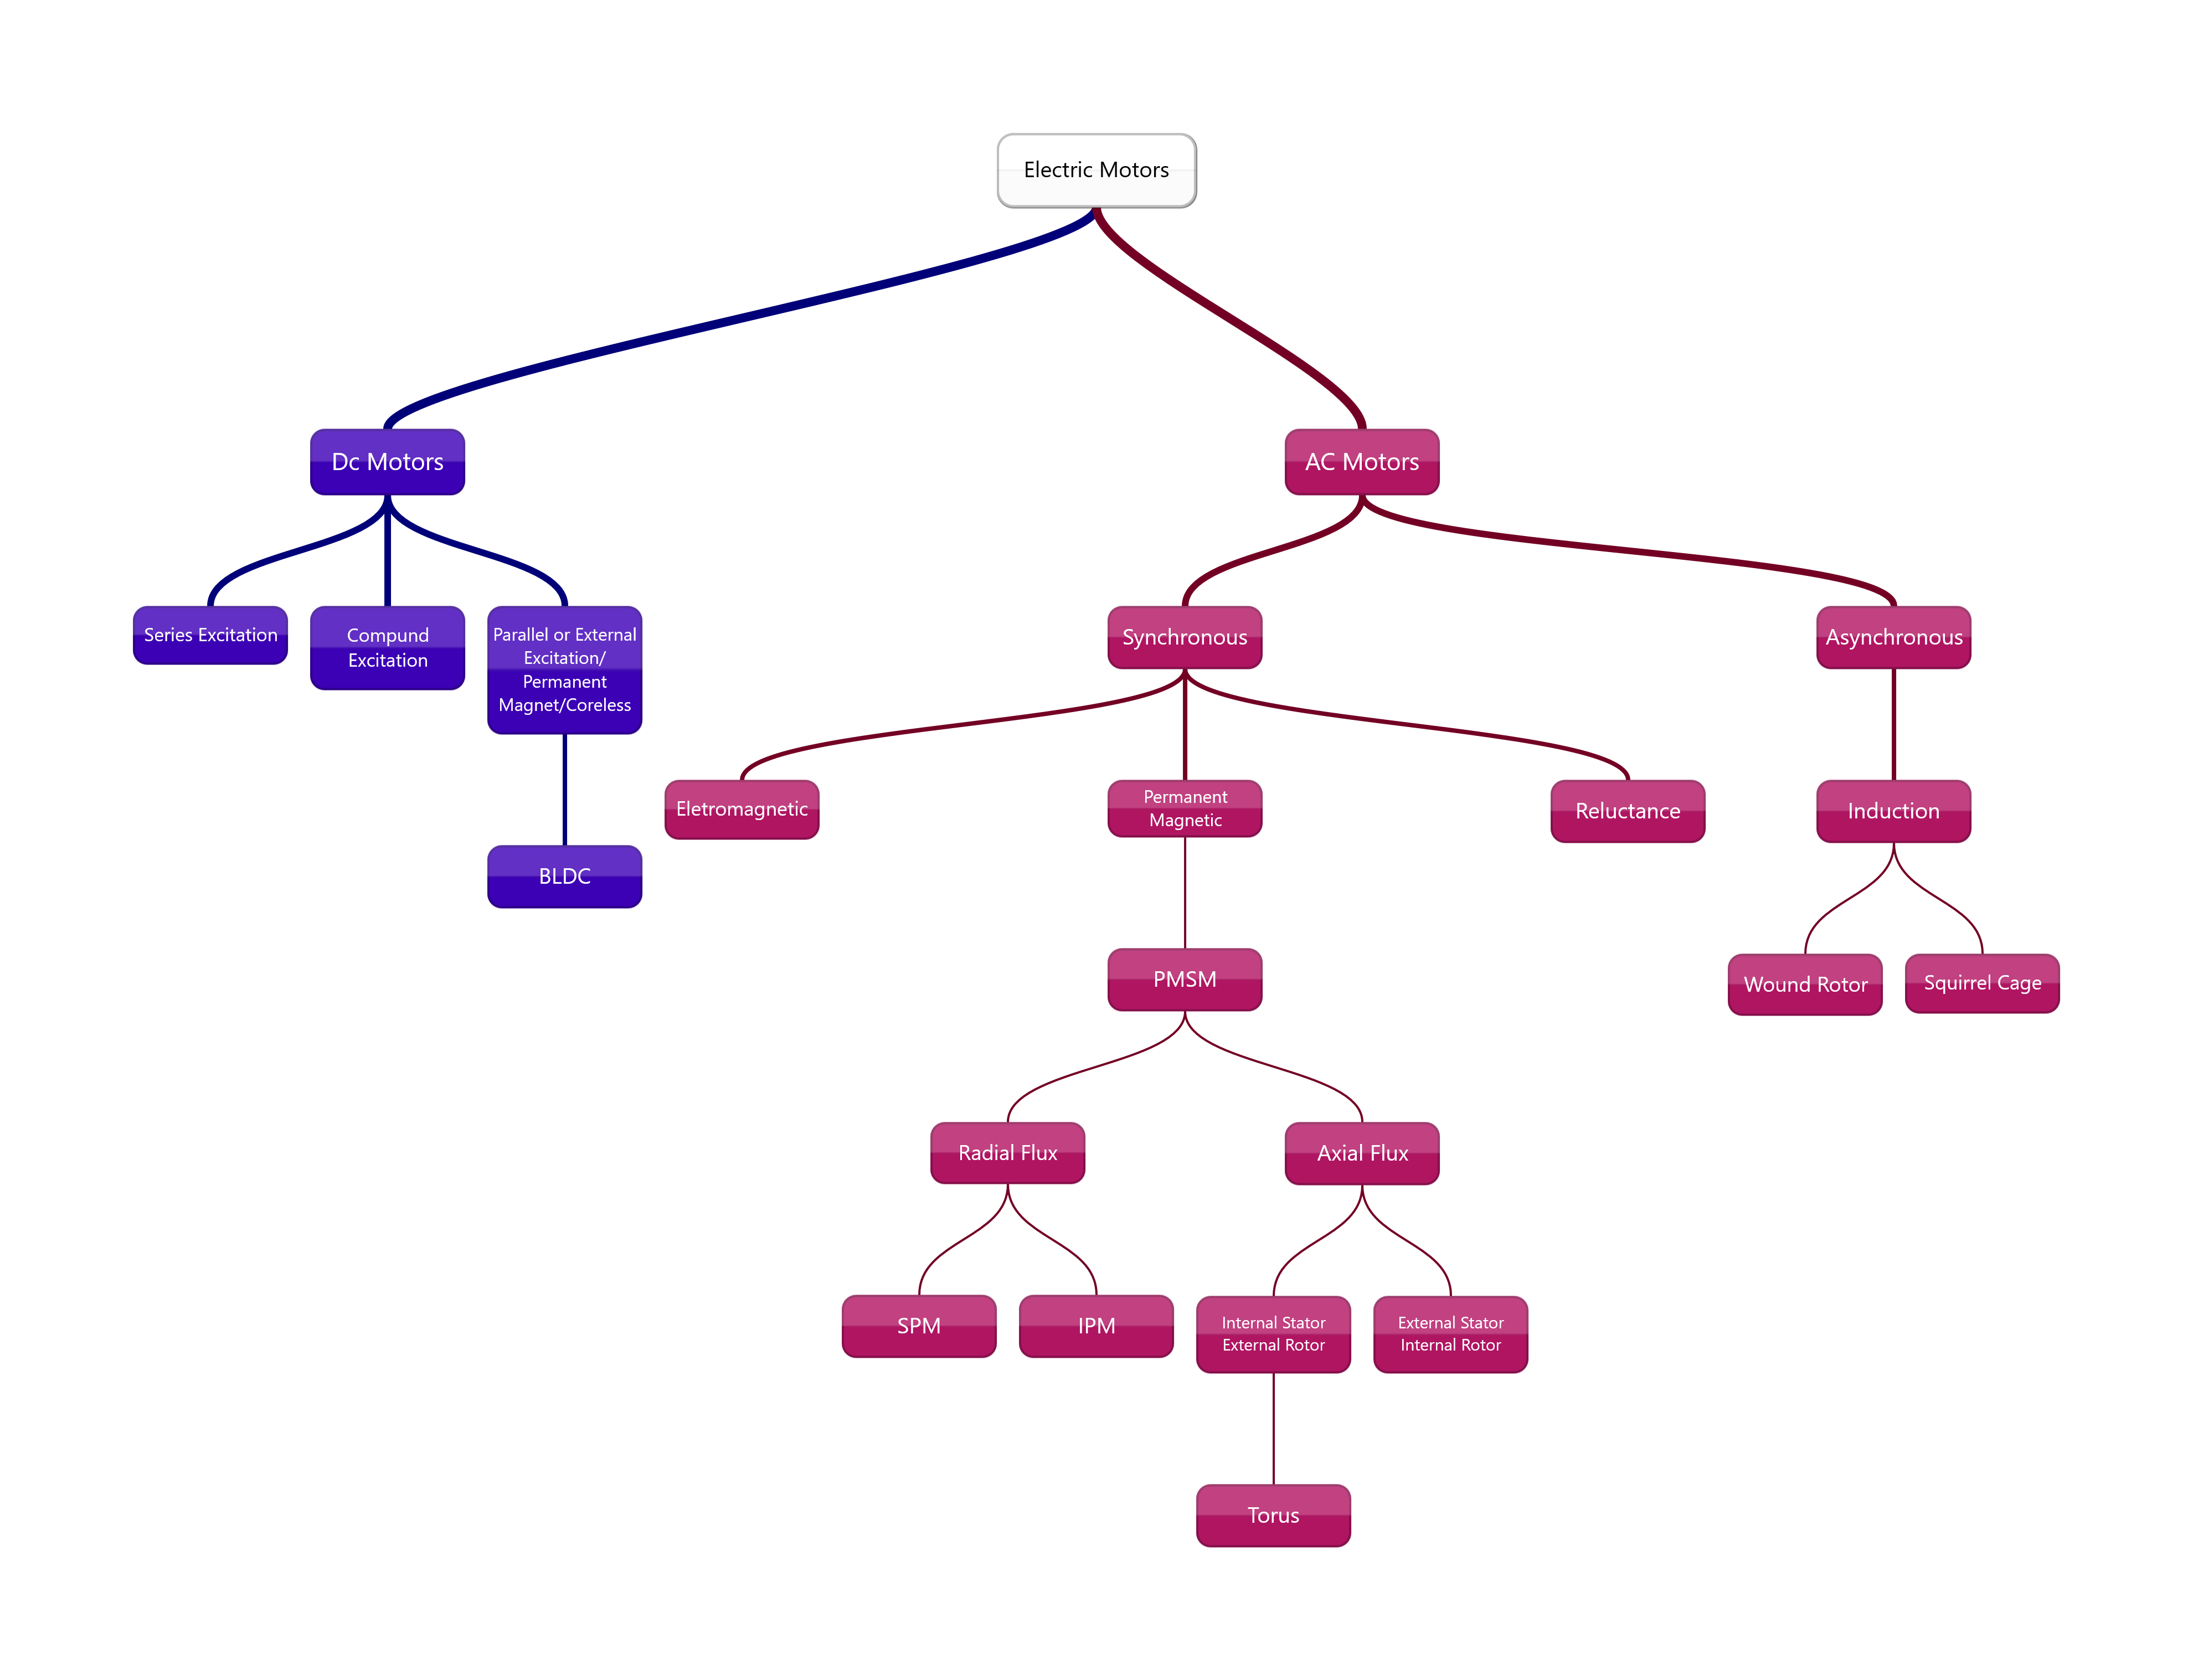 Electric Motors
Dc Motors
AC Motors
Series Excitation
Compund
Excitation
Parallel or External
Excitation/
Permanent
Magnet/Coreless
Synchronous
Asynchronous
Eletromagnetic
Permanent
Magnetic
Reluctance
Induction
BLDC
PMSM
Wound Rotor
Squirrel Cage
Radial Flux
Axial Flux
SPM
IPM
Internal Stator
External Rotor
External Stator
Internal Rotor
Torus